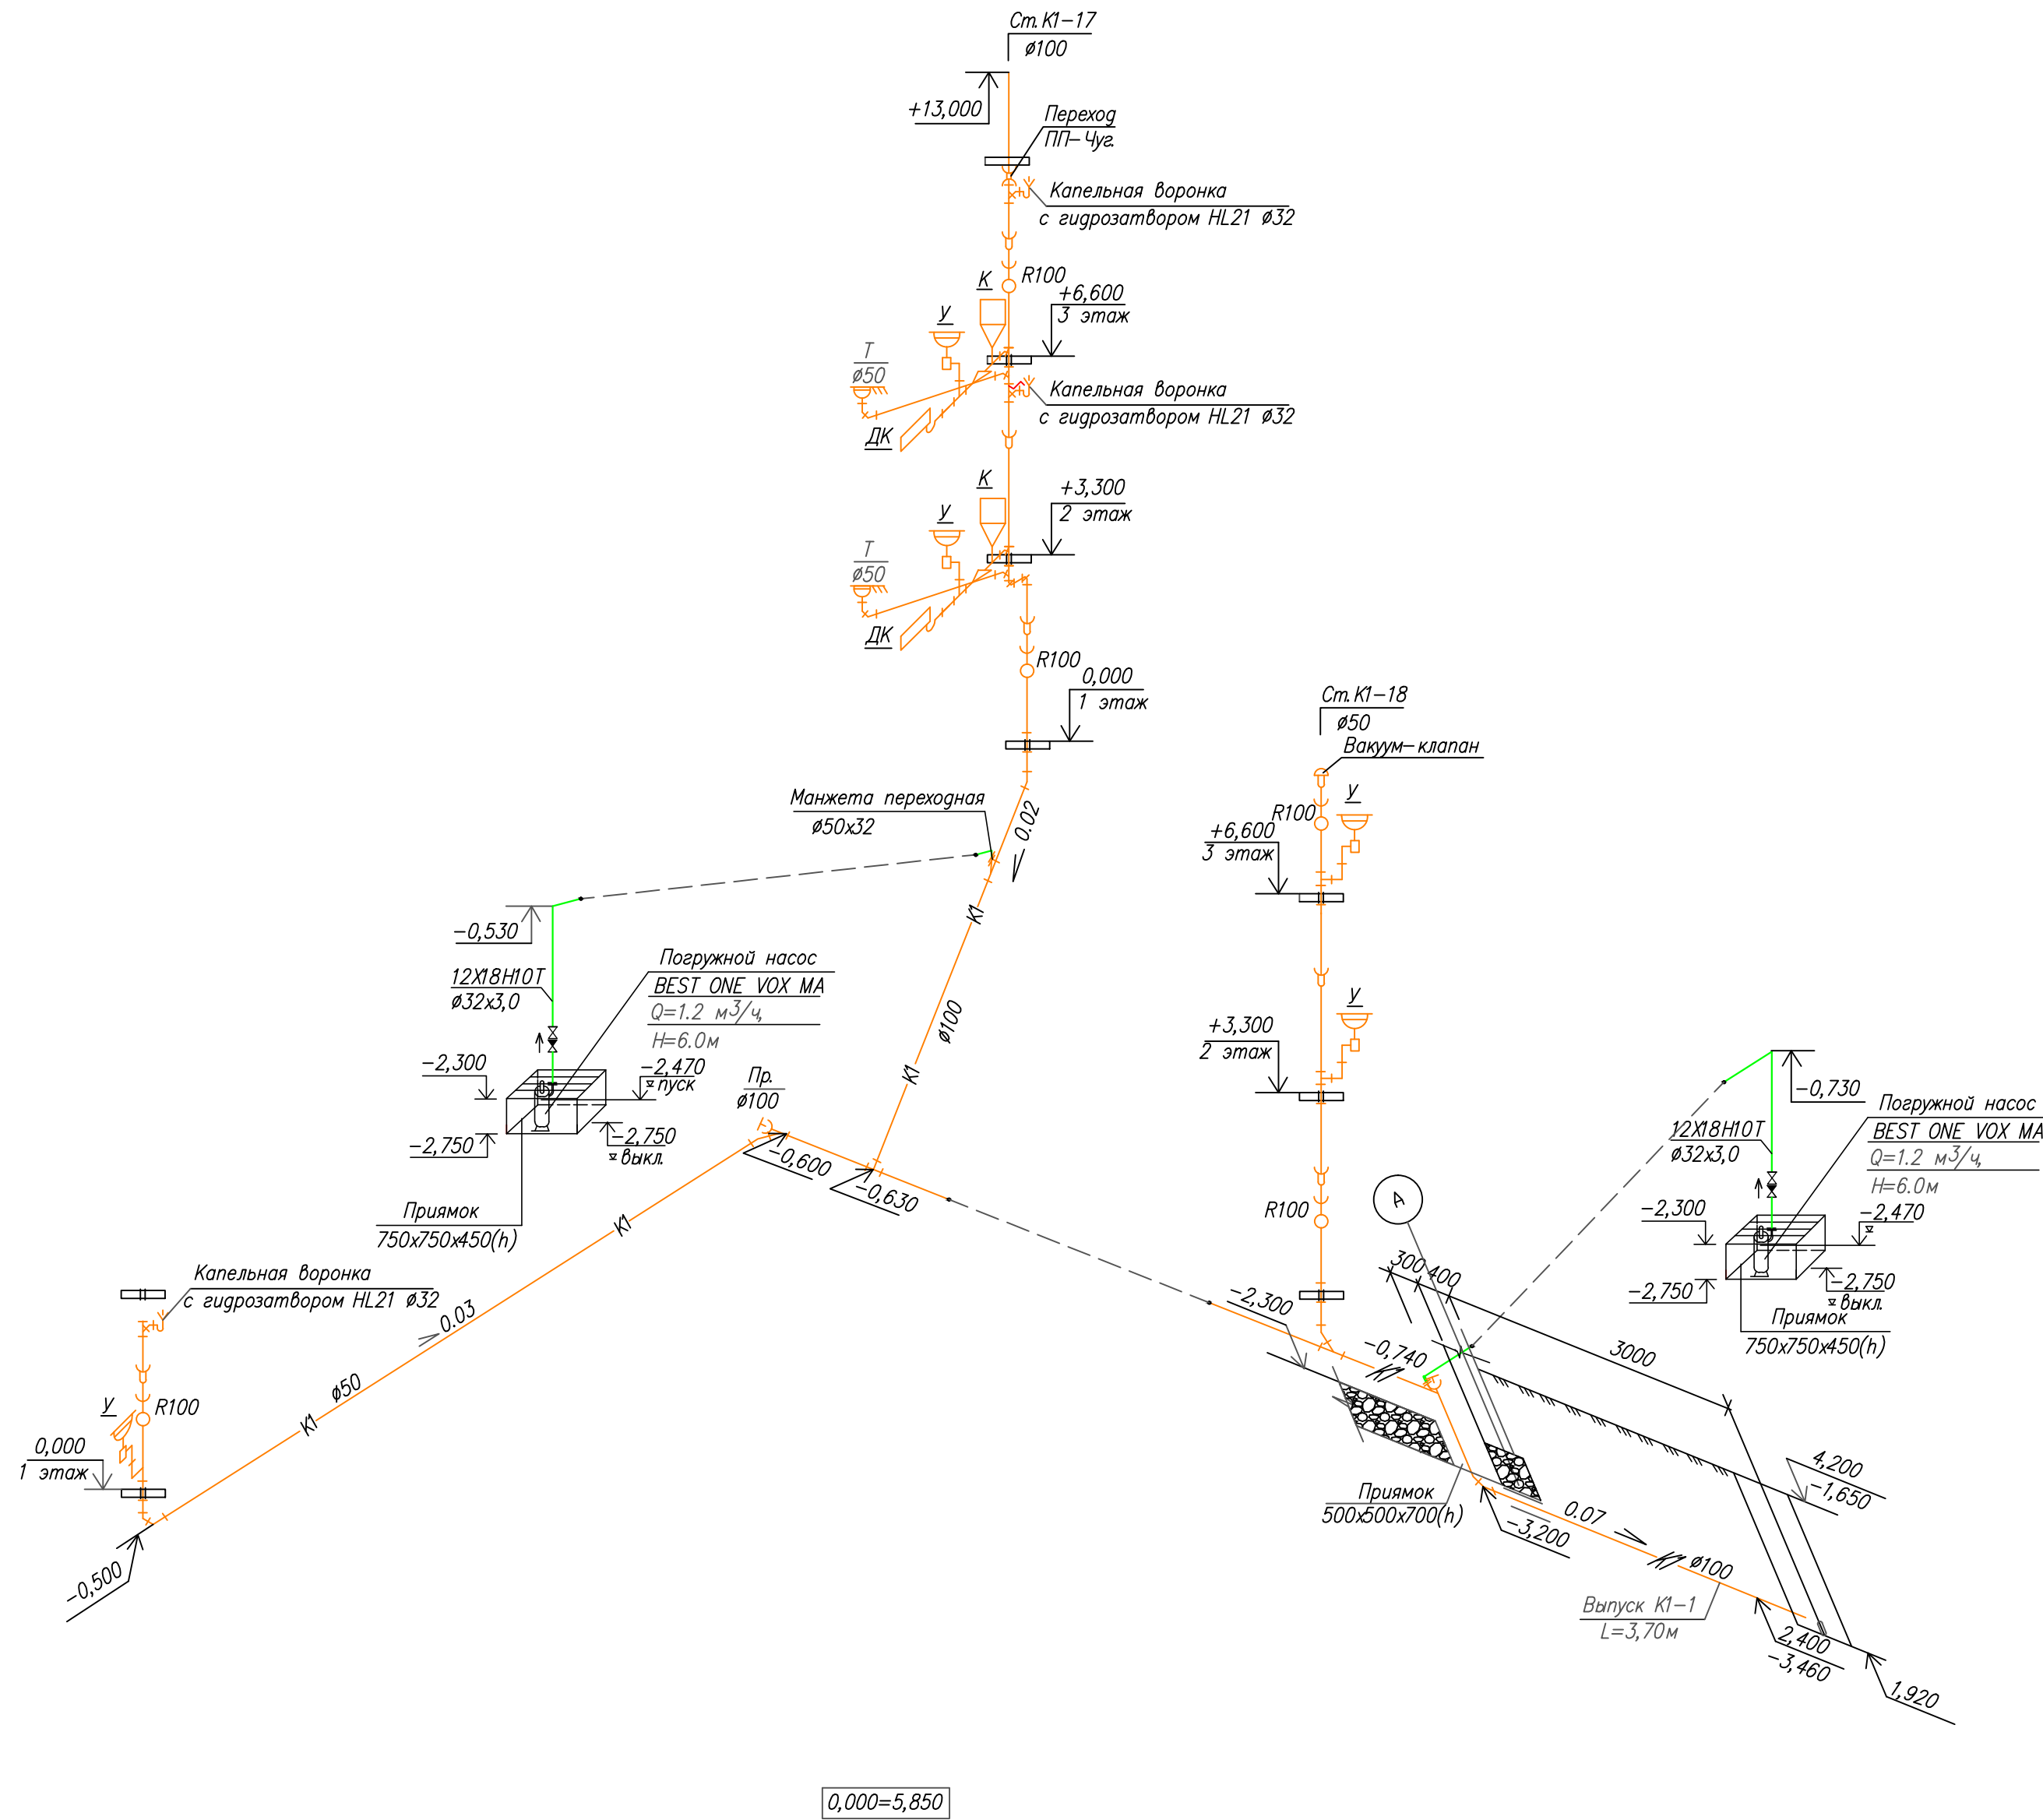 Ст. К1-17
ø100
+13,000
Переход
ПП-Чуг.
Капельная воронка
с гидрозатвором HL21 ø32
R100
К
+6,600
3 этаж
У
Т
ø50
Капельная воронка
с гидрозатвором HL21 ø32
ДК
К
+3,300
2 этаж
У
Т
ø50
ДК
R100
0,000
1 этаж
Ст. К1-18
ø50
Вакуум-клапан
У
R100
+6,600
3 этаж
Манжета переходная
ø50х32
0.02
К1
-0,530
12Х18Н10Т
ø32х3,0
Погружной насос
BEST ONE VOX MA
Q=1.2 м3/ч,
H=6.0м
-2,300
-2,470
пуск
-2,750
-2,750
выкл.
Приямок
750х750х450(h)
ø100
К1
Пр.
ø100
-0,600
-0,630
У
+3,300
2 этаж
R100
А
-0,730
12Х18Н10Т
ø32х3,0
Погружной насос
BEST ONE VOX MA
Q=1.2 м3/ч,
H=6.0м
-2,300
-2,470
-2,750
-2,750
выкл.
Приямок
750х750х450(h)
Капельная воронка
с гидрозатвором HL21 ø32
К1
0.03
ø50
К1
У
R100
0,000
1 этаж
-0,500
300
400
3000
-2,300
-0,740
К1
Приямок
500х500х700(h)
-3,200
0.07
К1
ø100
4,200
-1,650
Выпуск К1-1
L=3,70м
2,400
-3,460
1,920
0,000=5,850